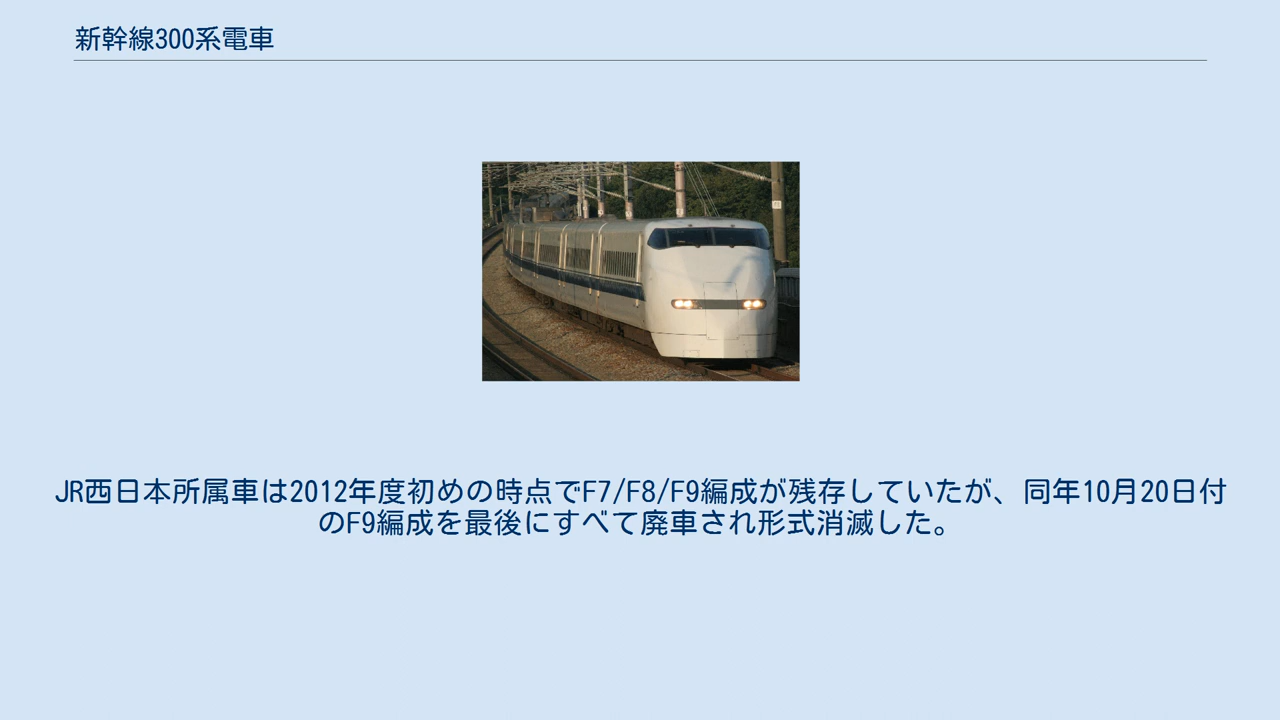 新幹線300系電車
JR西日本所属車は2012年度初めの時点でF7/F8/F9編成が残存していたが、同年10月20日付
のF9編成を最後にすべて廃車され形式消滅した。